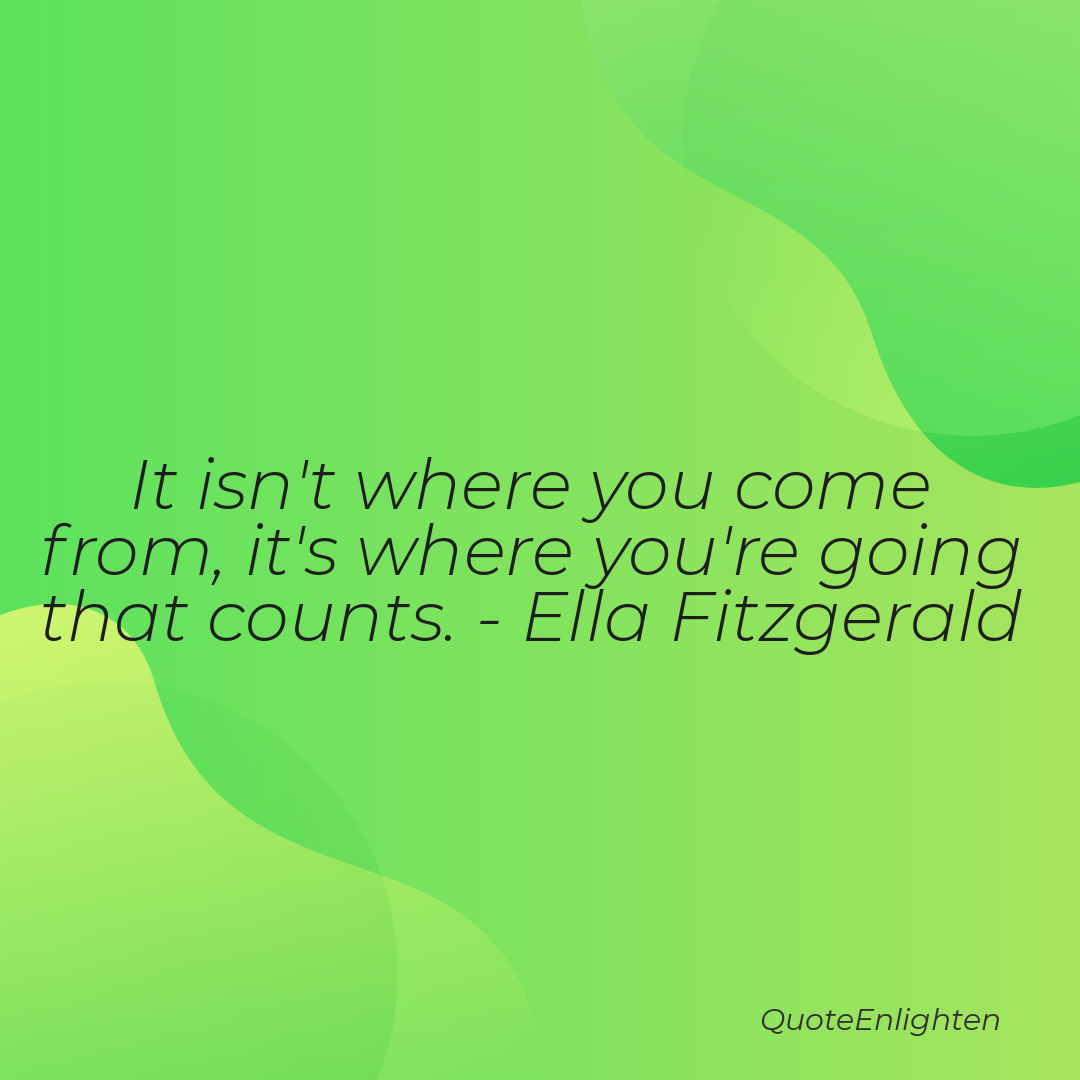 It isn't where you come
from, it's where you're going
that counts. - Ella Fitzgerald
QuoteEnlighten